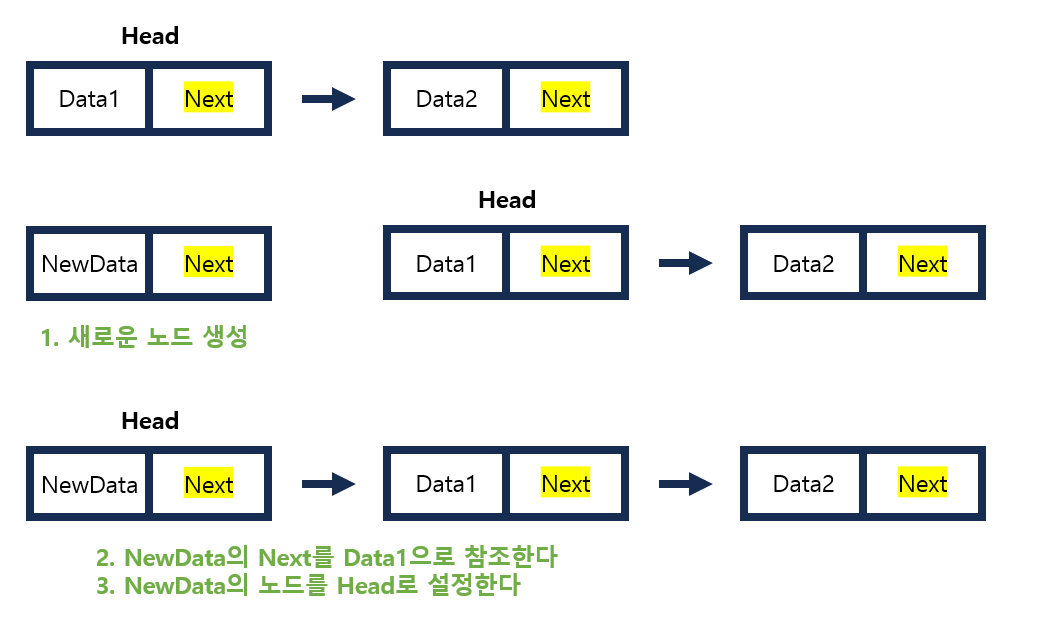 Head
Data1 Next Data2 Next
Head
NewData Next Data1 Next Data2 Next
1. 새로운 노드 생성
Head
NewData Next Data1 Next Data2 Next
2. NewData의 Next를 Data1으로 참조한다
3. NewData의 노드를 Head로 설정한다